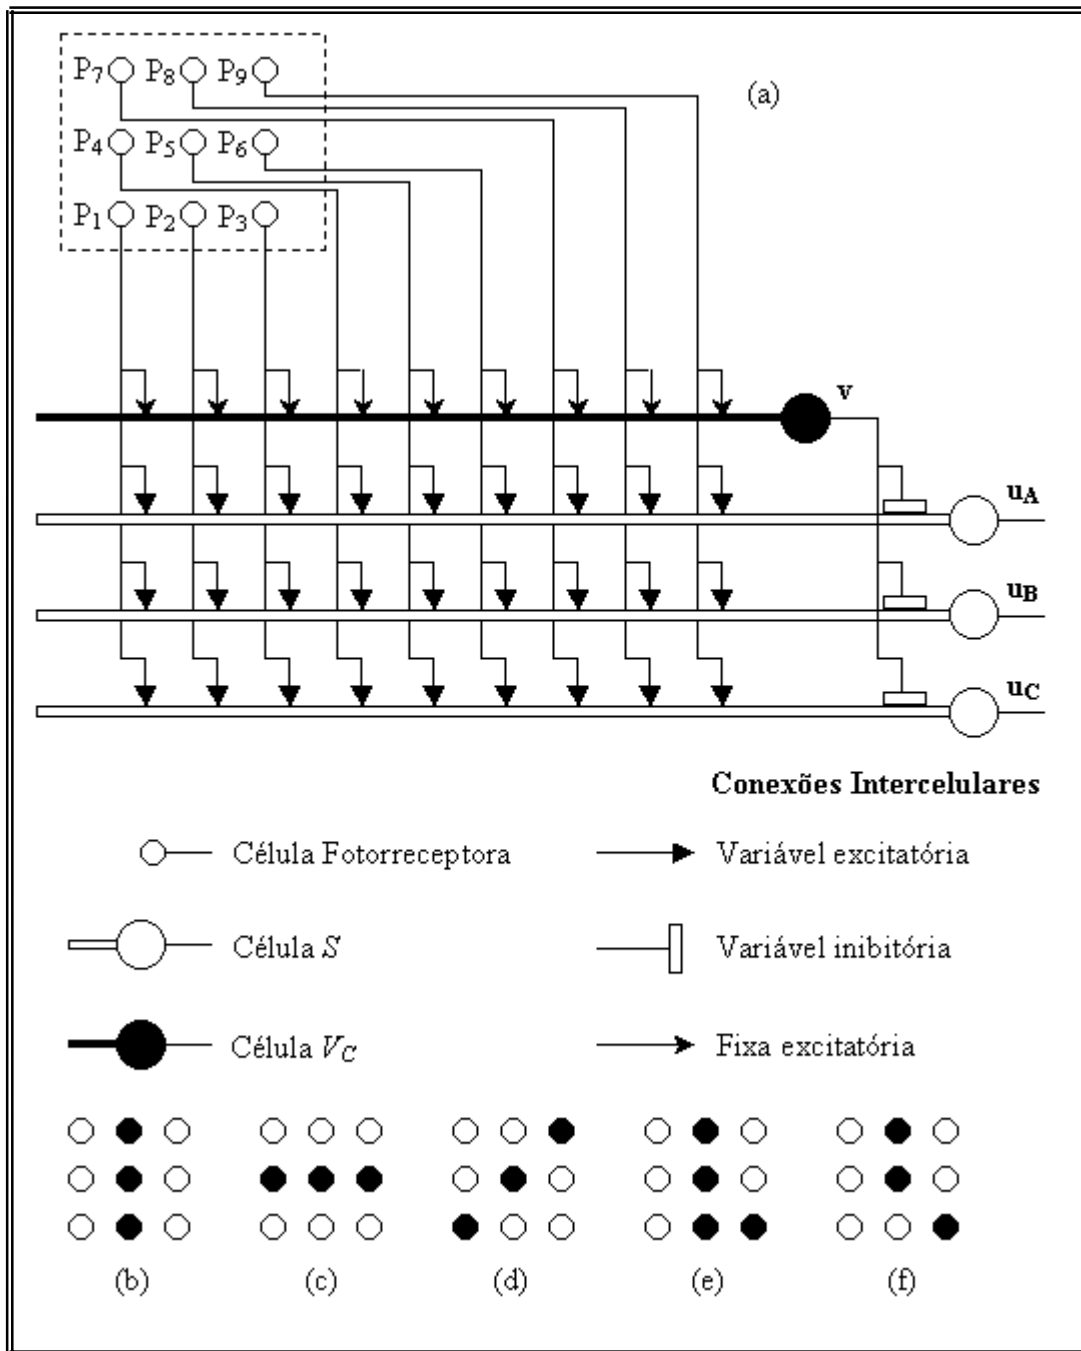 P7 P8 P9
(a)
P4 P5 P6
P1 P2 P3
v
uA
uB
uC
Conexões Intercelulares
Célula Fotorreceptora
Variável excitatória
Célula S
Variável inibitória
Célula VC
Fixa excitatória
(b) (c) (d) (e) (f)